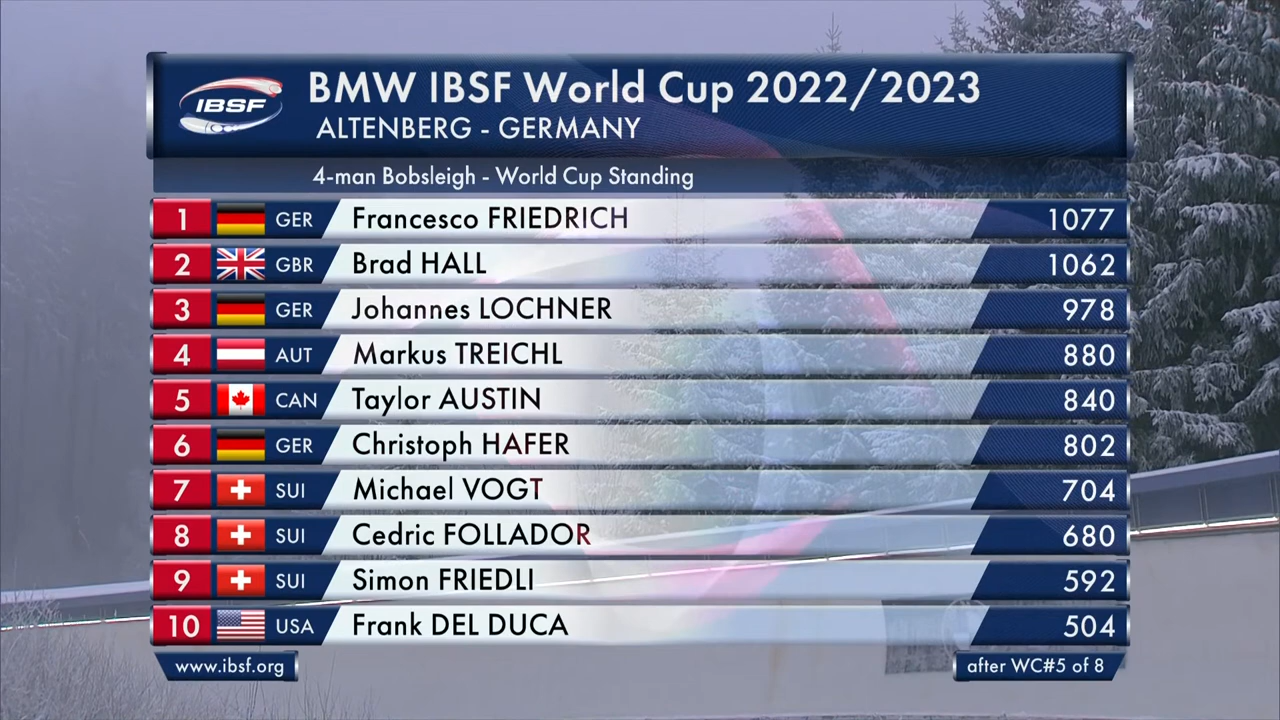 IBSF
BMW IBSF World Cup 2022/2023
ALTENBERG - GERMANY
4-man Bobsleigh - World Cup Standing
1 GER Francesco FRIEDRICH 1077
2 GBR Brad HALL 1062
3 GER Johannes LOCHNER 978
4 AUT Markus TREICHL 880
5 CAN Taylor AUSTIN 840
6 GER Christoph HAFER 802
7 SUI Michael VOGT 704
8 SUI Cedric FOLLADOR 680
9 SUI Simon FRIEDLI 592
10 USA Frank DEL DUCA 504
www.ibsf.org
after WC#5 of 8